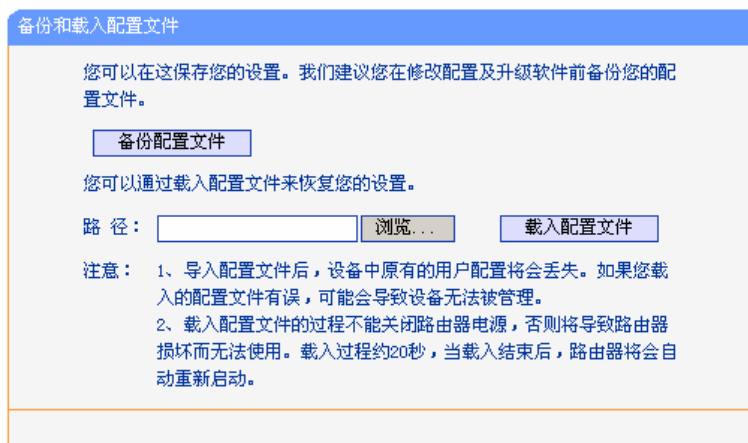 备份和载入配置文件
您可以在这保存您的设置。我们建议您在修改配置及升级软件前备份您的配
置文件。
备份配置文件
您可以通过载入配置文件来恢复您的设置。
路 径： 浏览... 载入配置文件
注意： 1、导入配置文件后，设备中原有的用户配置将会丢失。如果您载
入的配置文件有误，可能会导致设备无法被管理。
2、载入配置文件的过程不能关闭路由器电源，否则将导致路由器
损坏而无法使用。载入过程约20秒，当载入结束后，路由器将会自
动重新启动。